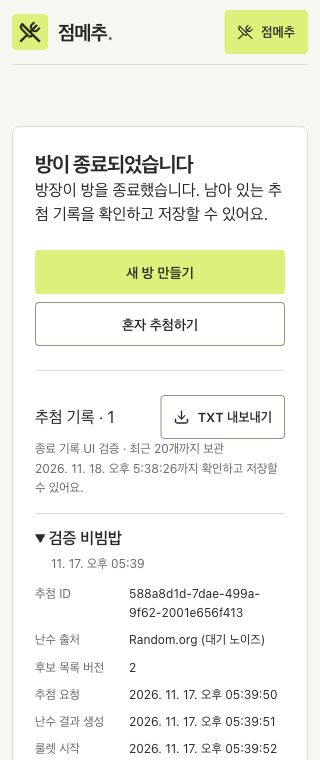 점메추.
점메추
방이 종료되었습니다
방장이 방을 종료했습니다. 남아 있는 추
첨 기록을 확인하고 저장할 수 있어요.
새 방 만들기
혼자 추첨하기
추첨 기록 · 1
TXT 내보내기
종료 기록 UI 검증 · 최근 20개까지 보관
2026. 11. 18. 오후 5:38:26까지 확인하고 저장할
수 있어요.
▼ 검증 비빔밥
11. 17. 오후 05:39
추첨 ID 588a8d1d-7dae-499a-
9f62-2001e656f413
난수 출처 Random.org (대기 노이즈)
후보 목록 버전 2
추첨 요청 2026. 11. 17. 오후 05:39:50
난수 결과 생성 2026. 11. 17. 오후 05:39:51
룰렛 시작 2026. 11. 17. 오후 05:39:52